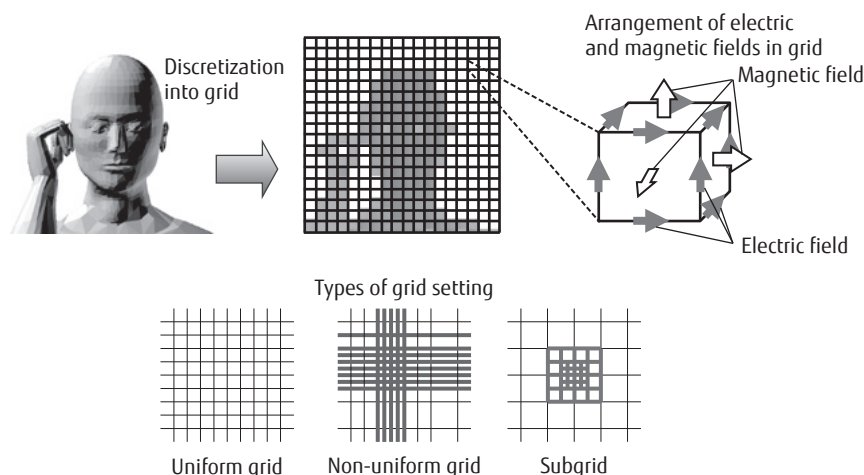 Discretization
into grid
Arrangement of electric
and magnetic fields in grid
Magnetic field
Electric field
Types of grid setting
Uniform grid
Non-uniform grid
Subgrid